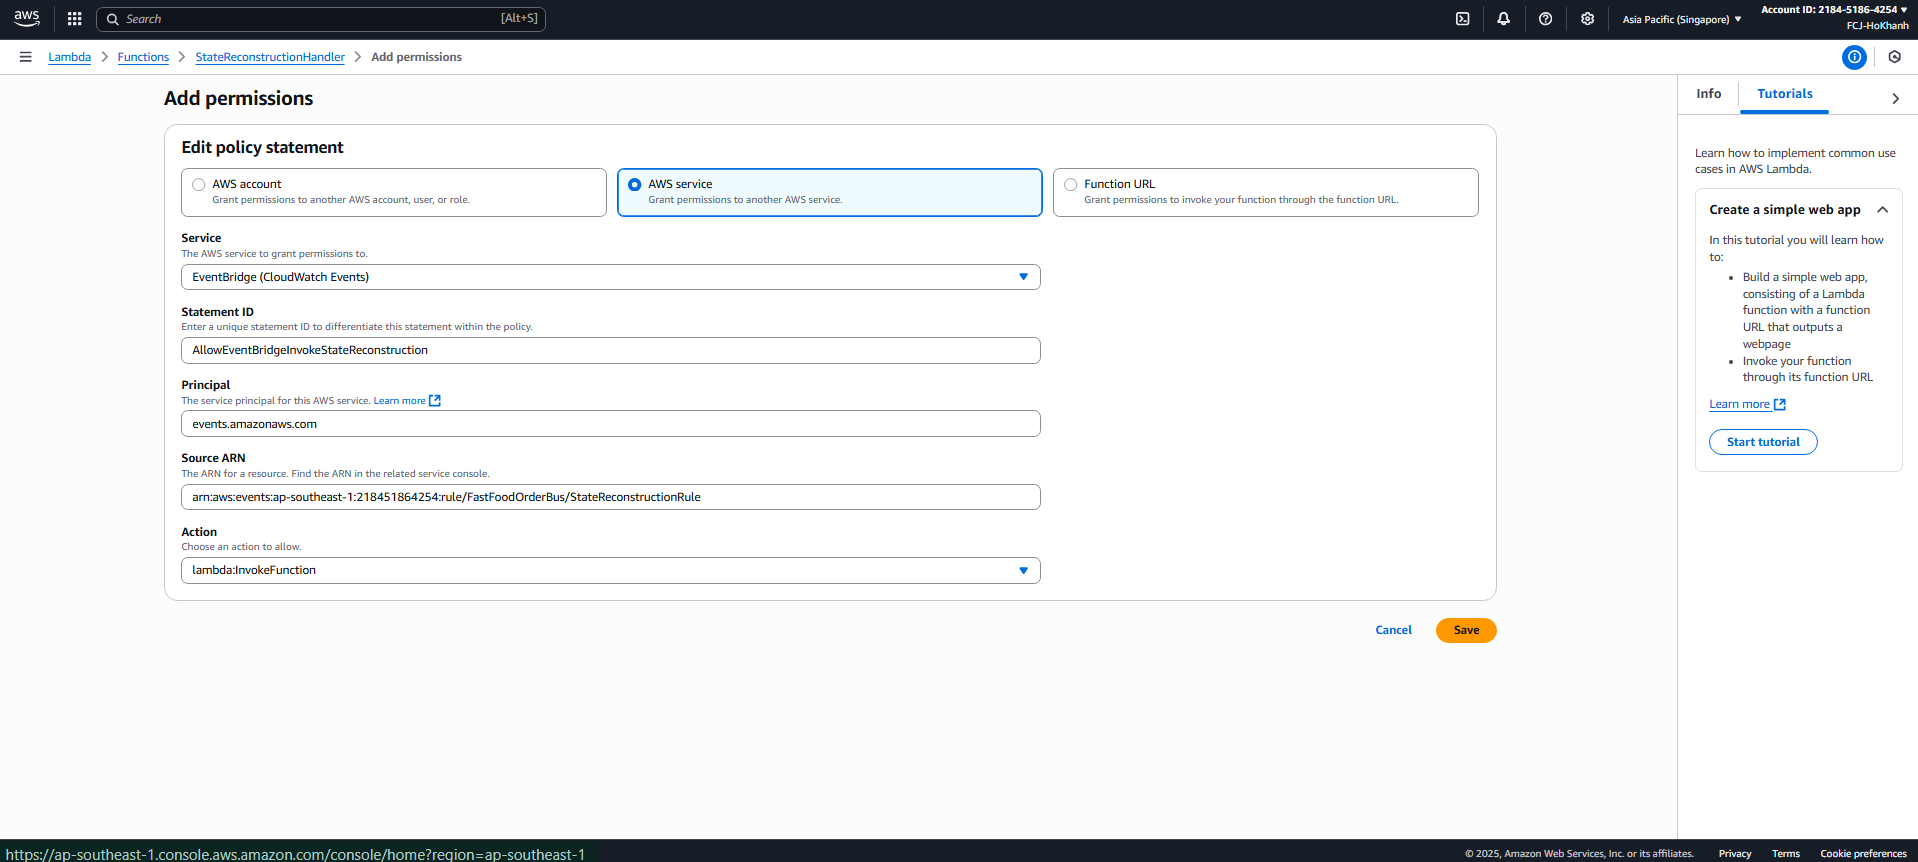 aws
Search
[Alt+S]
Asia Pacific (Singapore)
Account ID: 2184-5186-4254
FCJ-HoKhanh
Lambda
Functions
StateReconstructionHandler
Add permissions
Add permissions
Edit policy statement
AWS account
Grant permissions to another AWS account, user, or role.
AWS service
Grant permissions to another AWS service.
Function URL
Grant permissions to invoke your function through the function URL.
Service
The AWS service to grant permissions to.
EventBridge (CloudWatch Events)
Statement ID
Enter a unique statement ID to differentiate this statement within the policy.
AllowEventBridgeInvokeStateReconstruction
Principal
The service principal for this AWS service. Learn more
events.amazonaws.com
Source ARN
The ARN for a resource. Find the ARN in the related service console.
arn:aws:events:ap-southeast-1:218451864254:rule/FastFoodOrderBus/StateReconstructionRule
Action
Choose an action to allow.
lambda:InvokeFunction
Cancel
Save
Info
Tutorials
Learn how to implement common use
cases in AWS Lambda.
Create a simple web app
In this tutorial you will learn how
to:
• Build a simple web app,
consisting of a Lambda
function with a function
URL that outputs a
webpage
• Invoke your function
through its function URL
Learn more
Start tutorial
https://ap-southeast-1.console.aws.amazon.com/console/home?region=ap-southeast-1
© 2025, Amazon Web Services, Inc. or its affiliates.
Privacy
Terms
Cookie preferences